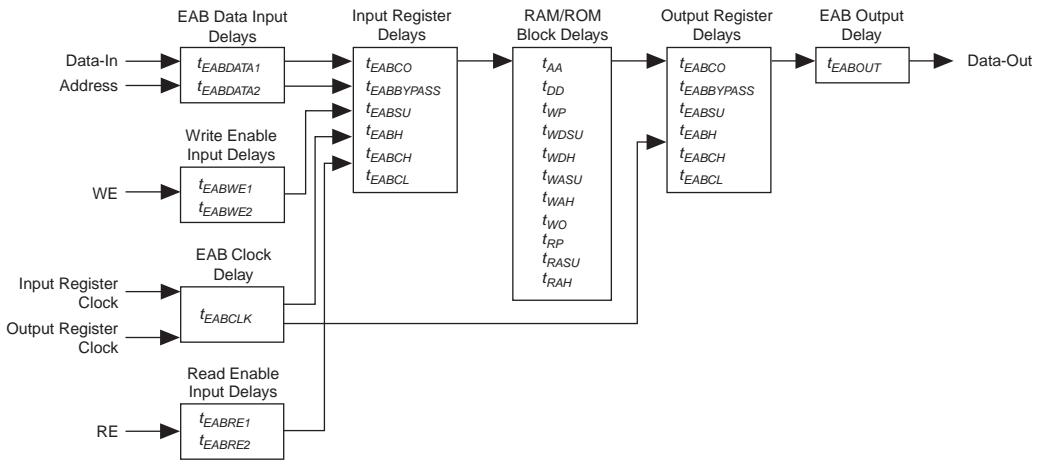 EAB Data Input
Delays
Data-In
Address
tEABDATA1
tEABDATA2
Write Enable
Input Delays
WE
tEABWE1
tEABWE2
EAB Clock
Delay
Input Register
Clock
Output Register
Clock
tEABCLK
Read Enable
Input Delays
RE
tEABRE1
tEABRE2
Input Register
Delays
tEABCO
tEABBYPASS
tEABSU
tEABH
tEABCH
tEABCL
RAM/ROM
Block Delays
tAA
tDD
tWP
tWDSU
tWDH
tWASU
tWAH
tWO
tRP
tRASU
tRAH
Output Register
Delays
tEABCO
tEABBYPASS
tEABSU
tEABH
tEABCH
tEABCL
EAB Output
Delay
tEABOUT
Data-Out